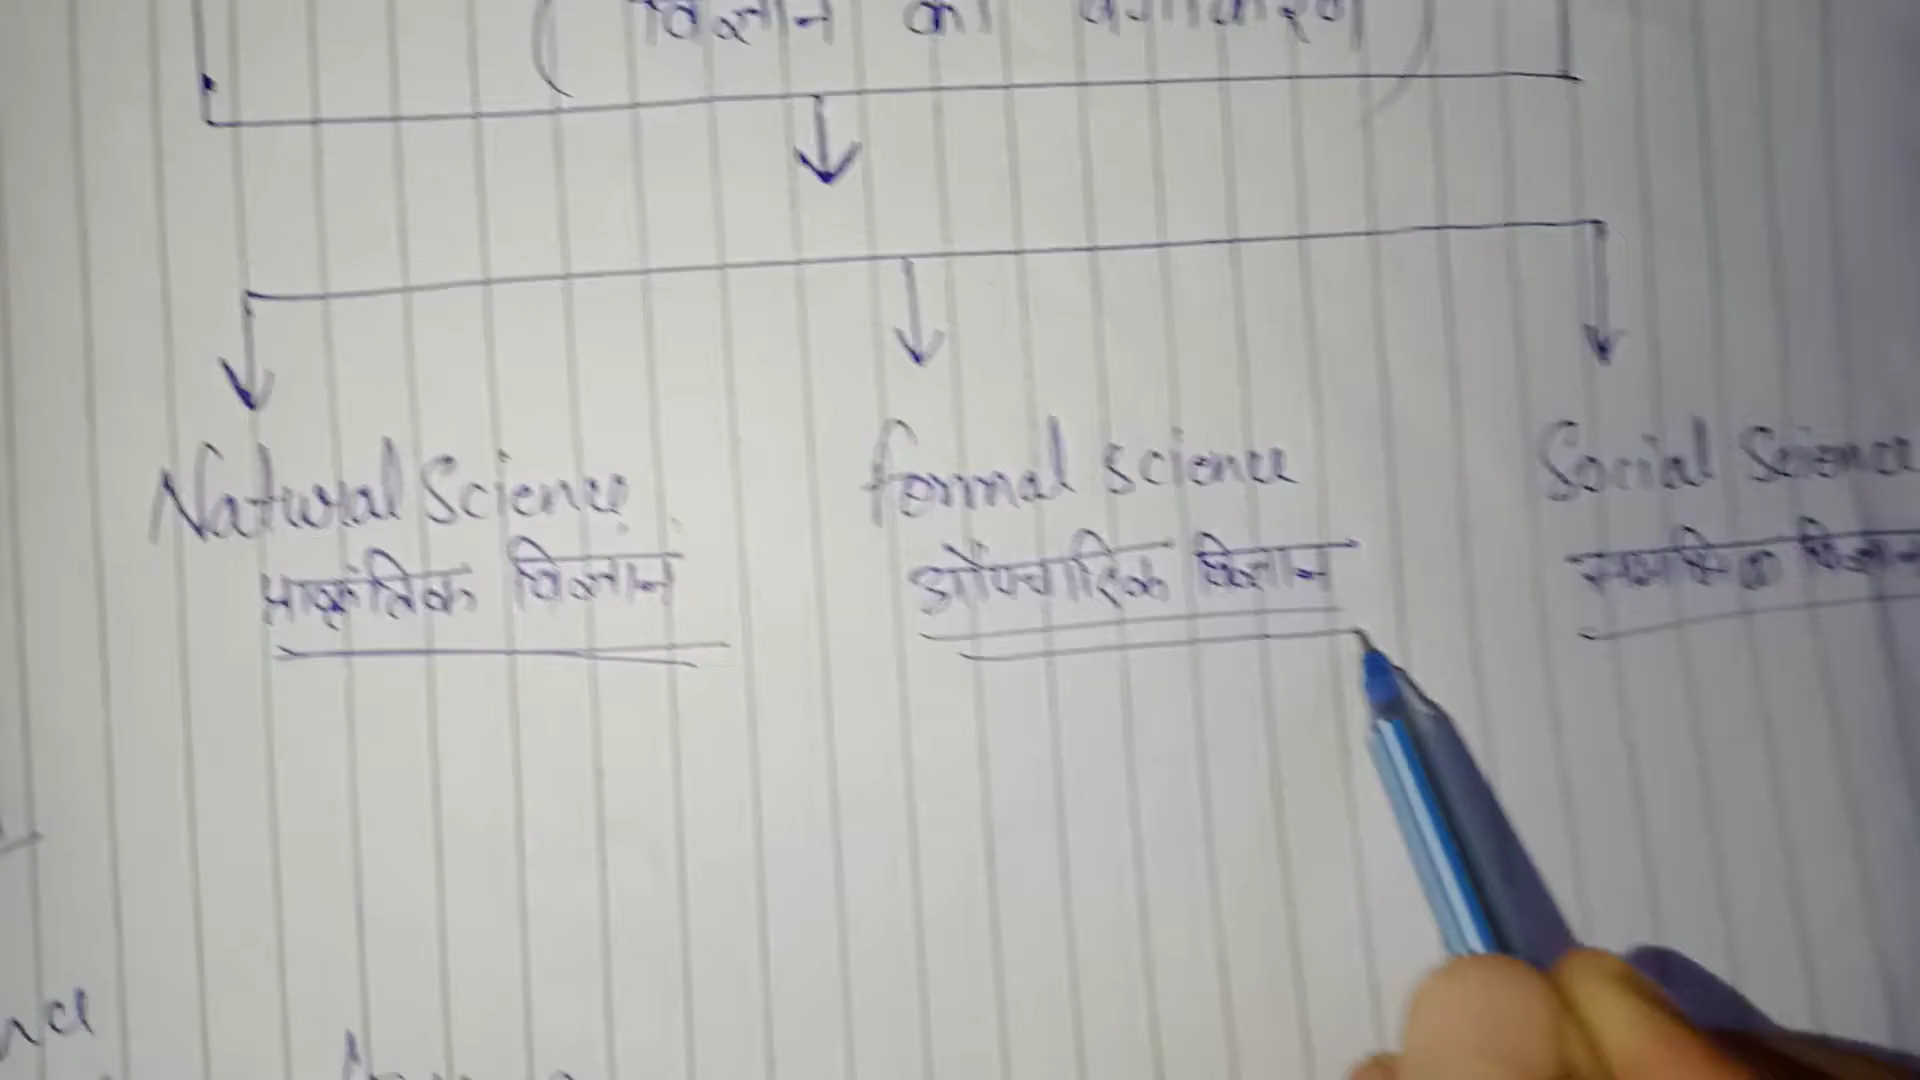 ( विज्ञान का वर्गीकरण )
Natural Science
प्राकृतिक विज्ञान
formal science
औपचारिक विज्ञान
Social Science
सामाजिक विज्ञान